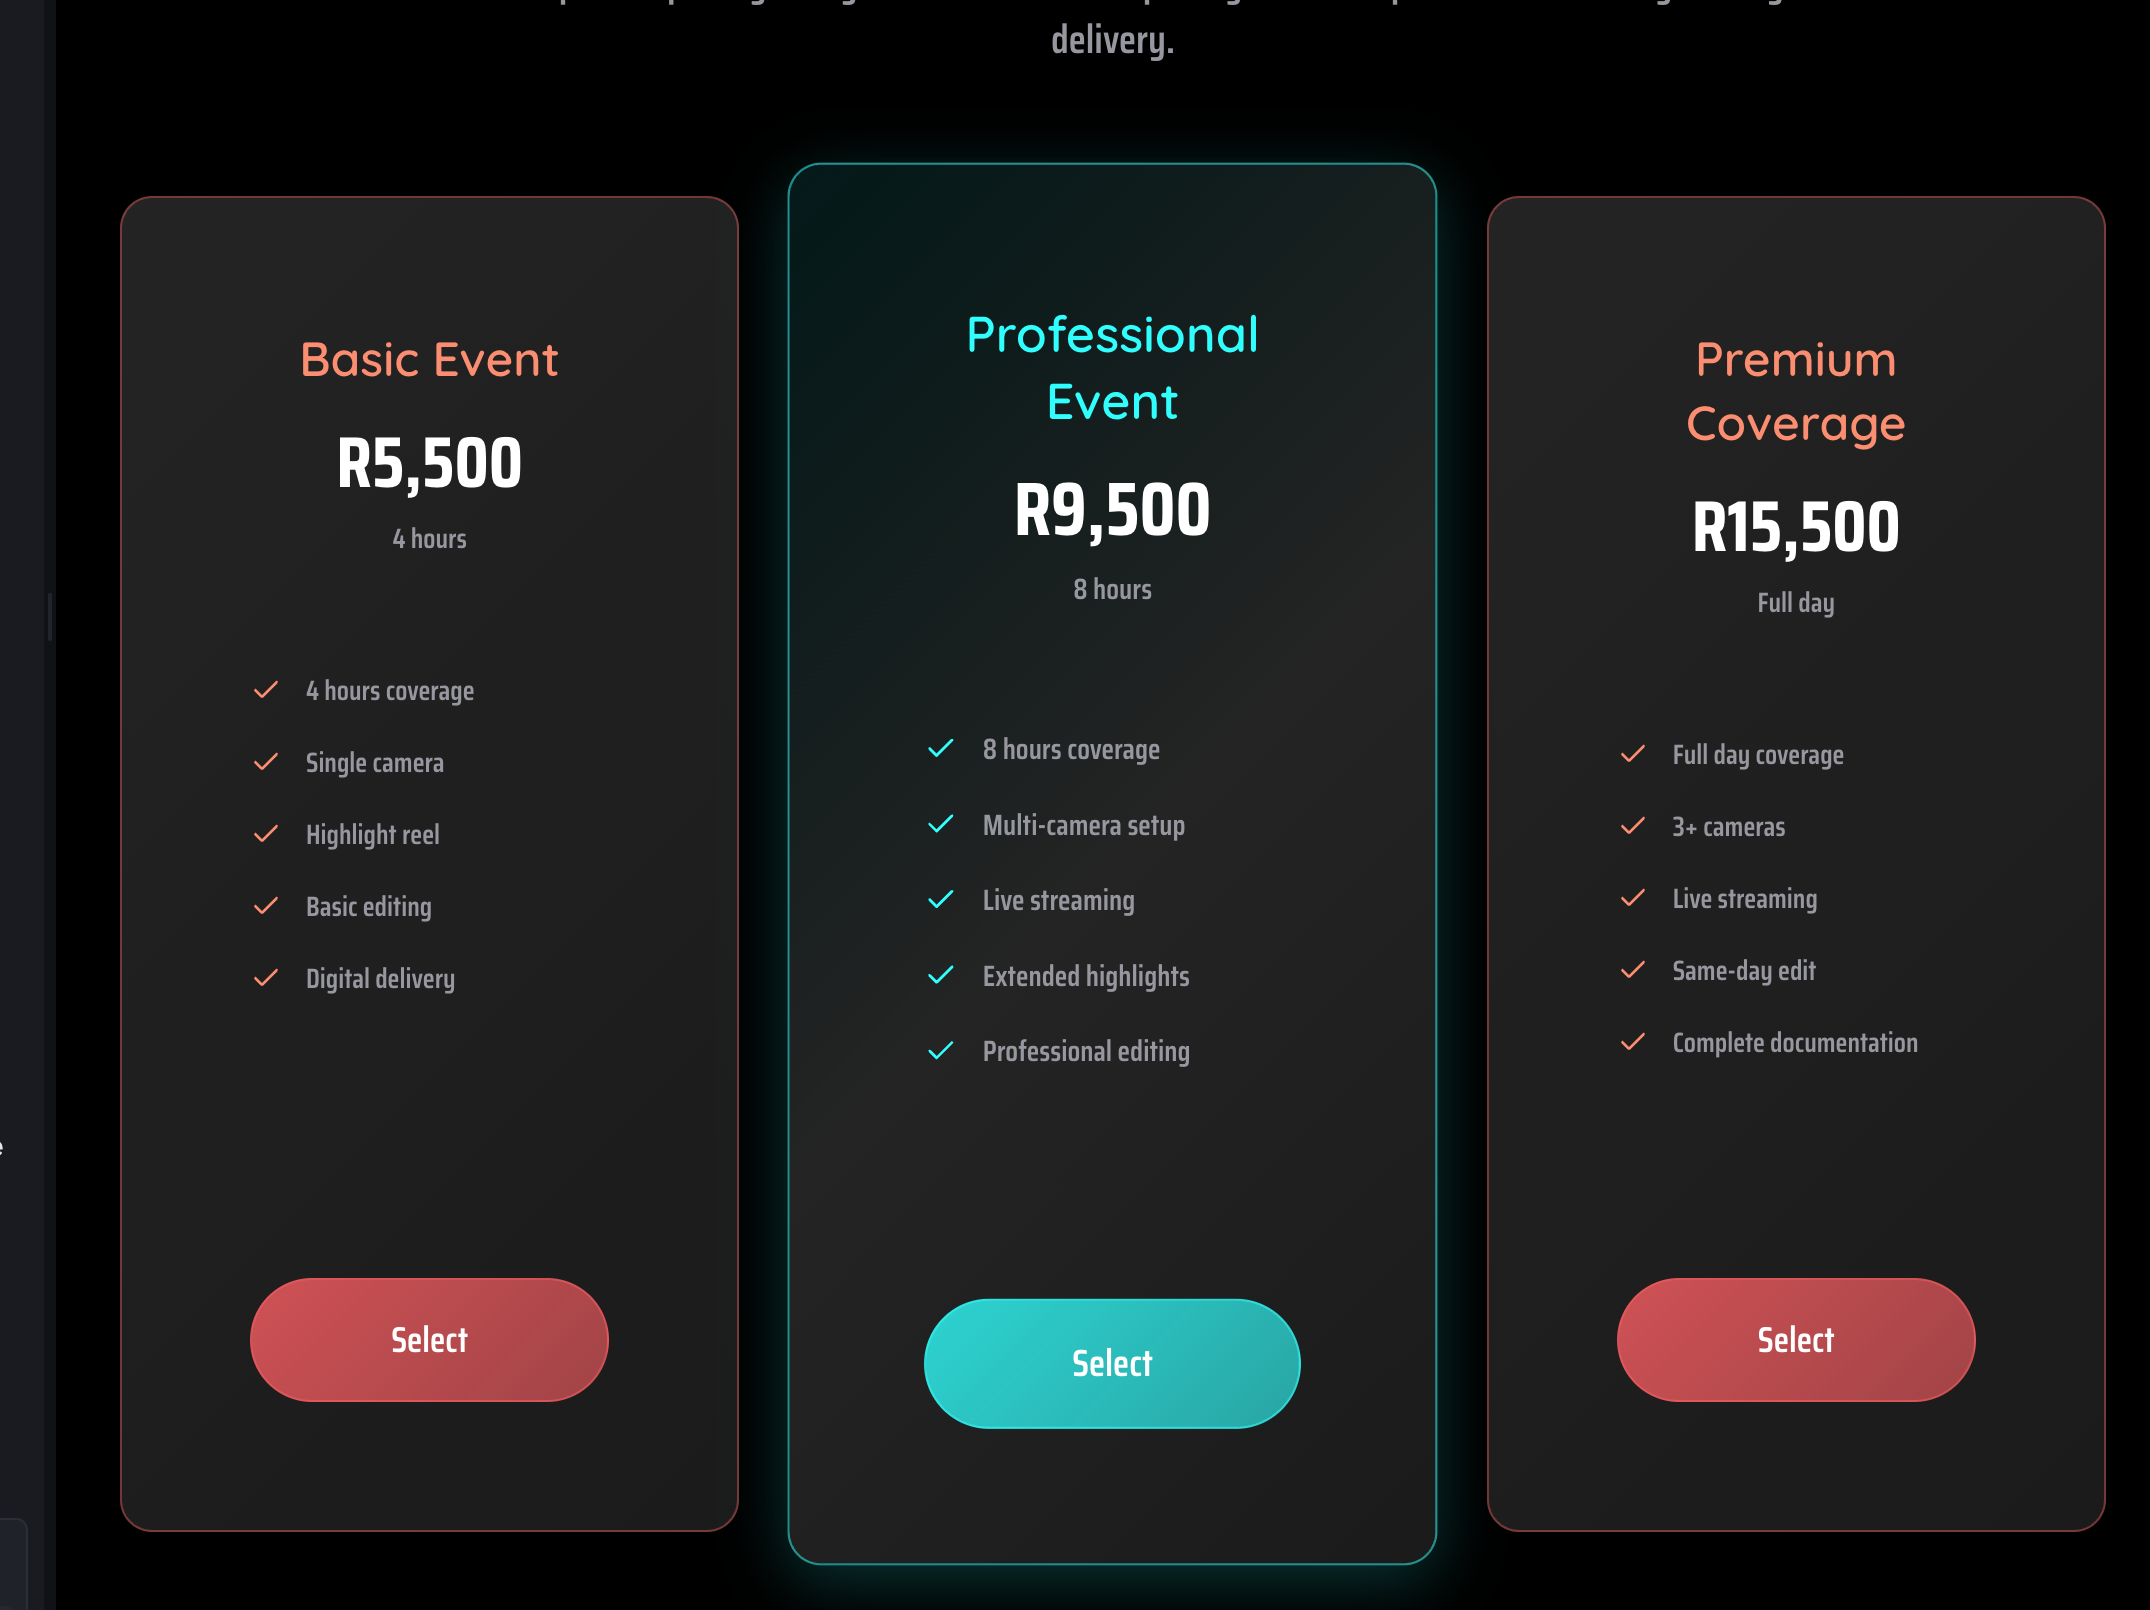 delivery.
Basic Event
R5,500
4 hours
4 hours coverage
Single camera
Highlight reel
Basic editing
Digital delivery
Select
Professional
Event
R9,500
8 hours
8 hours coverage
Multi-camera setup
Live streaming
Extended highlights
Professional editing
Select
Premium
Coverage
R15,500
Full day
Full day coverage
3+ cameras
Live streaming
Same-day edit
Complete documentation
Select